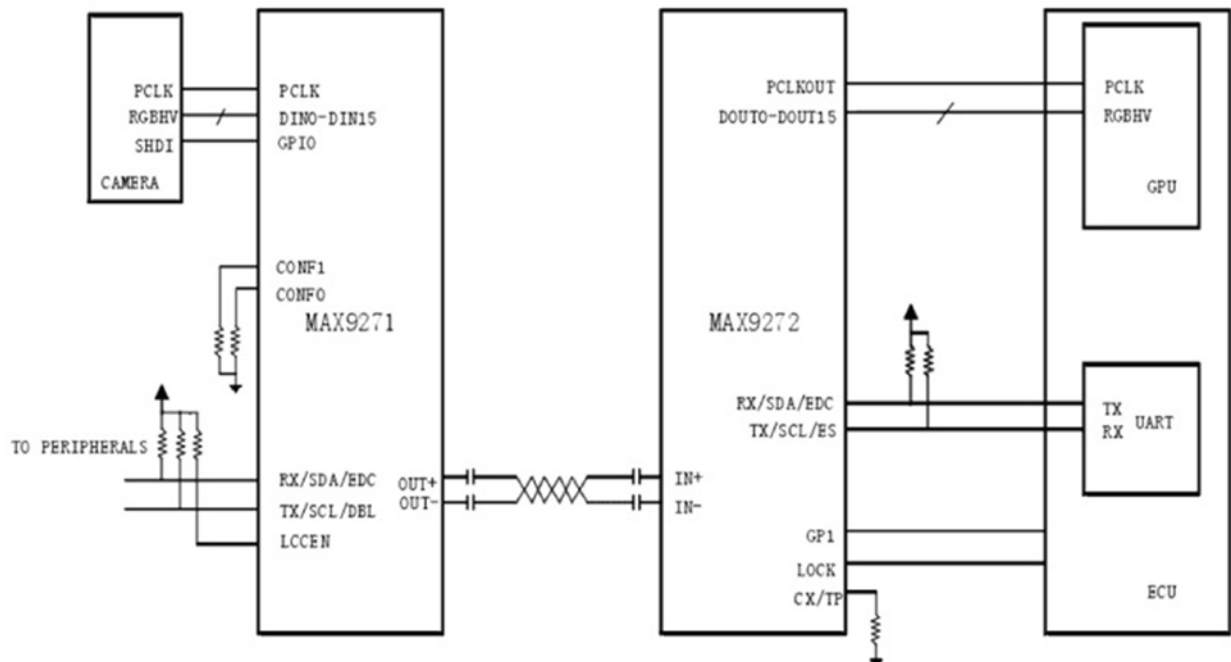 PCLK
RGBHV
SHDI
CAMERA
PCLK
DINO-DIN15
GPIO
CONF1
CONF0
MAX9271
TO PERIPHERALS
RX/SDA/EDC
TX/SCL/DBL
LCCEN
OUT+
OUT-
PCLKOUT
DOUTO-DOUT15
MAX9272
RX/SDA/EDC
TX/SCL/ES
IN+
IN-
GP1
LOCK
CX/TP
PCLK
RGBHV
GPU
TX
UART
RX
ECU